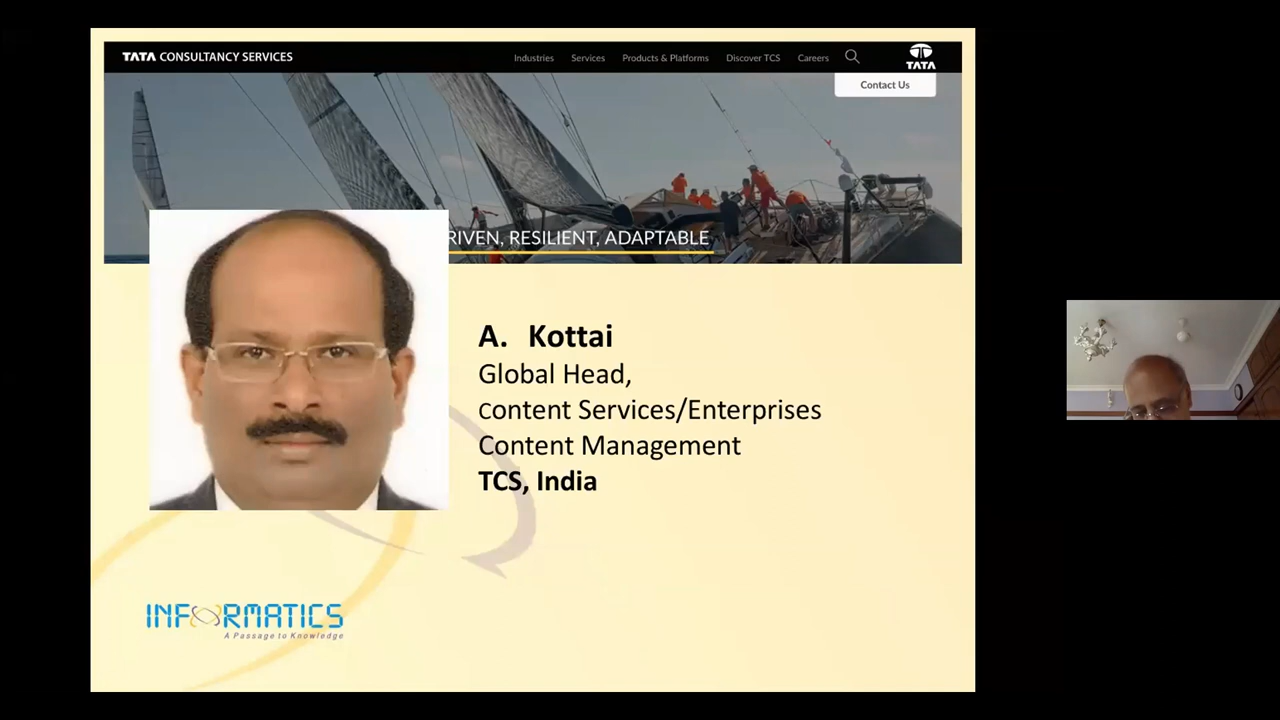 TATA CONSULTANCY SERVICES
Industries Services Products & Platforms Discover TCS Careers
TATA
Contact Us
RIVEN, RESILIENT, ADAPTABLE
A. Kottai
Global Head,
Content Services/Enterprises
Content Management
TCS, India
INFORMATICS
A Passage to Knowledge